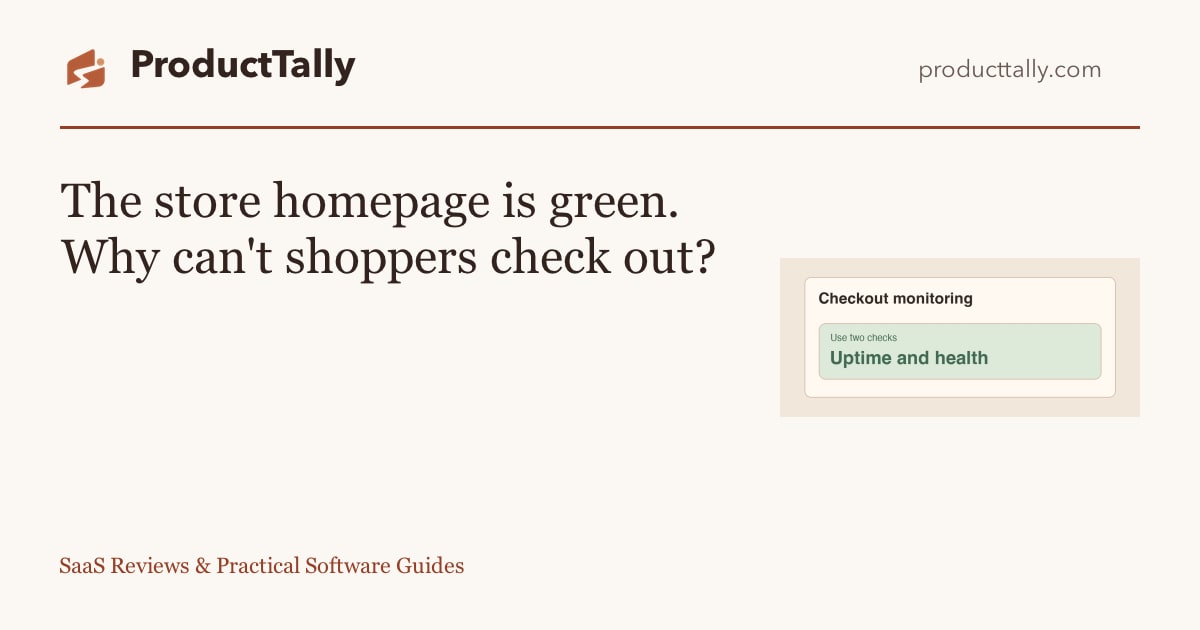 ProductTally
producttally.com
The store homepage is green.
Why can't shoppers check out?
Checkout monitoring
Use two checks
Uptime and health
SaaS Reviews & Practical Software Guides